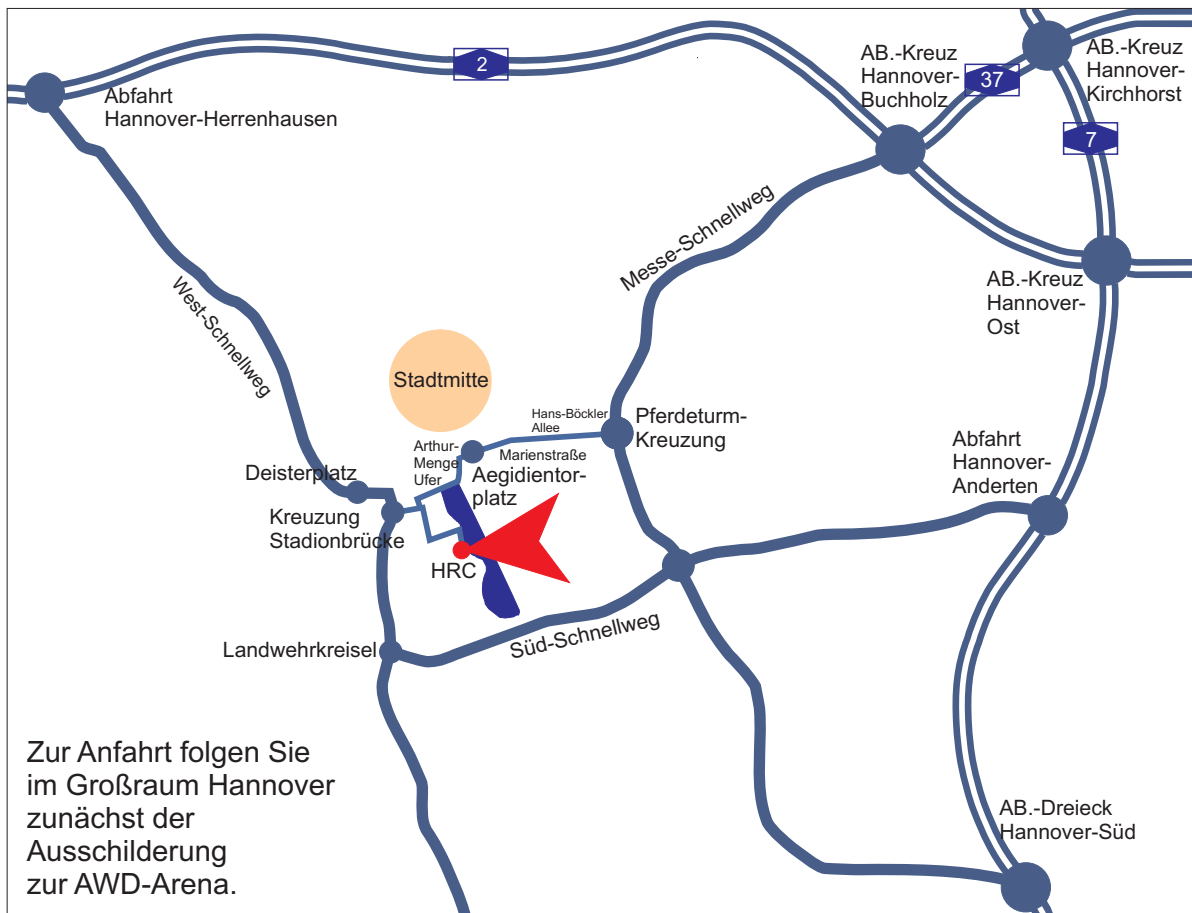 2
37
7
AB.-Kreuz
Hannover-
Buchholz
AB.-Kreuz
Hannover-
Kirchhorst
Abfahrt
Hannover-Herrenhausen
Messe-Schnellweg
West-Schnellweg
AB.-Kreuz
Hannover-
Ost
Stadtmitte
Hans-Böckler
Allee
Marienstraße
Pferdeturm-
Kreuzung
Arthur-
Menge
Ufer
Aegidientor-
platz
Deisterplatz
Kreuzung
Stadionbrücke
HRC
Abfahrt
Hannover-
Anderten
Süd-Schnellweg
Landwehrkreisel
Zur Anfahrt folgen Sie
im Großraum Hannover
zunächst der
Ausschilderung
zur AWD-Arena.
AB.-Dreieck
Hannover-Süd